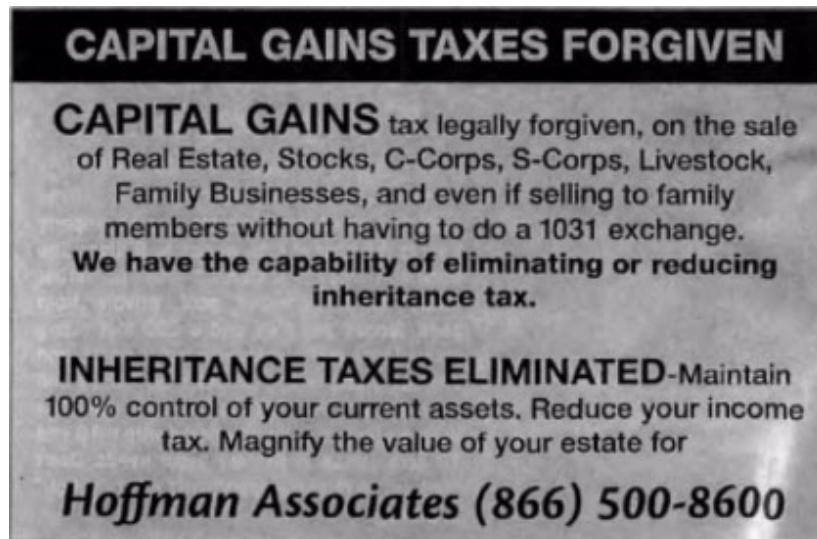 CAPITAL GAINS TAXES FORGIVEN
CAPITAL GAINS tax legally forgiven, on the sale
of Real Estate, Stocks, C-Corps, S-Corps, Livestock,
Family Businesses, and even if selling to family
members without having to do a 1031 exchange.
We have the capability of eliminating or reducing
inheritance tax.
INHERITANCE TAXES ELIMINATED-Maintain
100% control of your current assets. Reduce your income
tax. Magnify the value of your estate for
Hoffman Associates (866) 500-8600